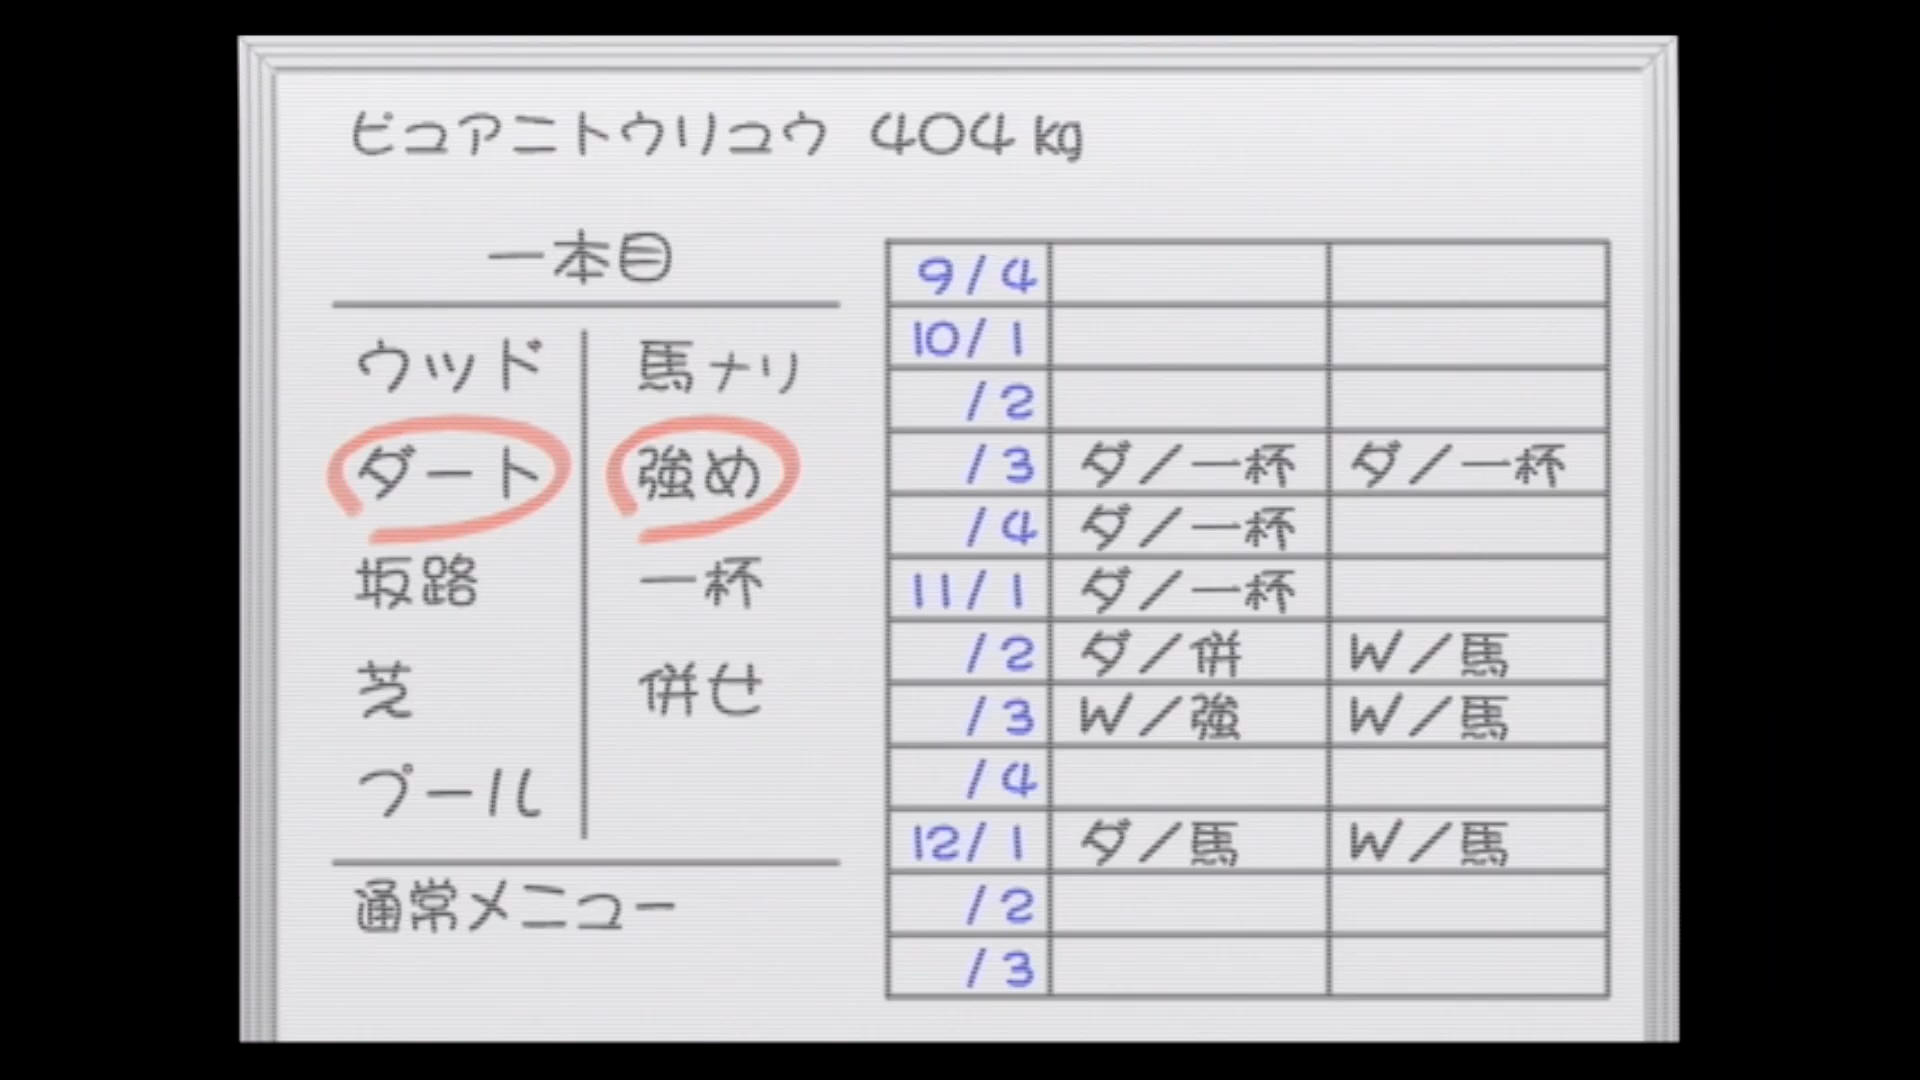 ピュアニトウリュウ 404kg
一本目
ウッド 馬ナリ
ダート 強め
坂路 一杯
芝 併せ
プール
通常メニュー
9/4
10/1
/2
/3 ダ/一杯 ダ/一杯
/4 ダ/一杯
11/1 ダ/一杯
/2 ダ/併 W/馬
/3 W/強 W/馬
/4
12/1 ダ/馬 W/馬
/2
/3